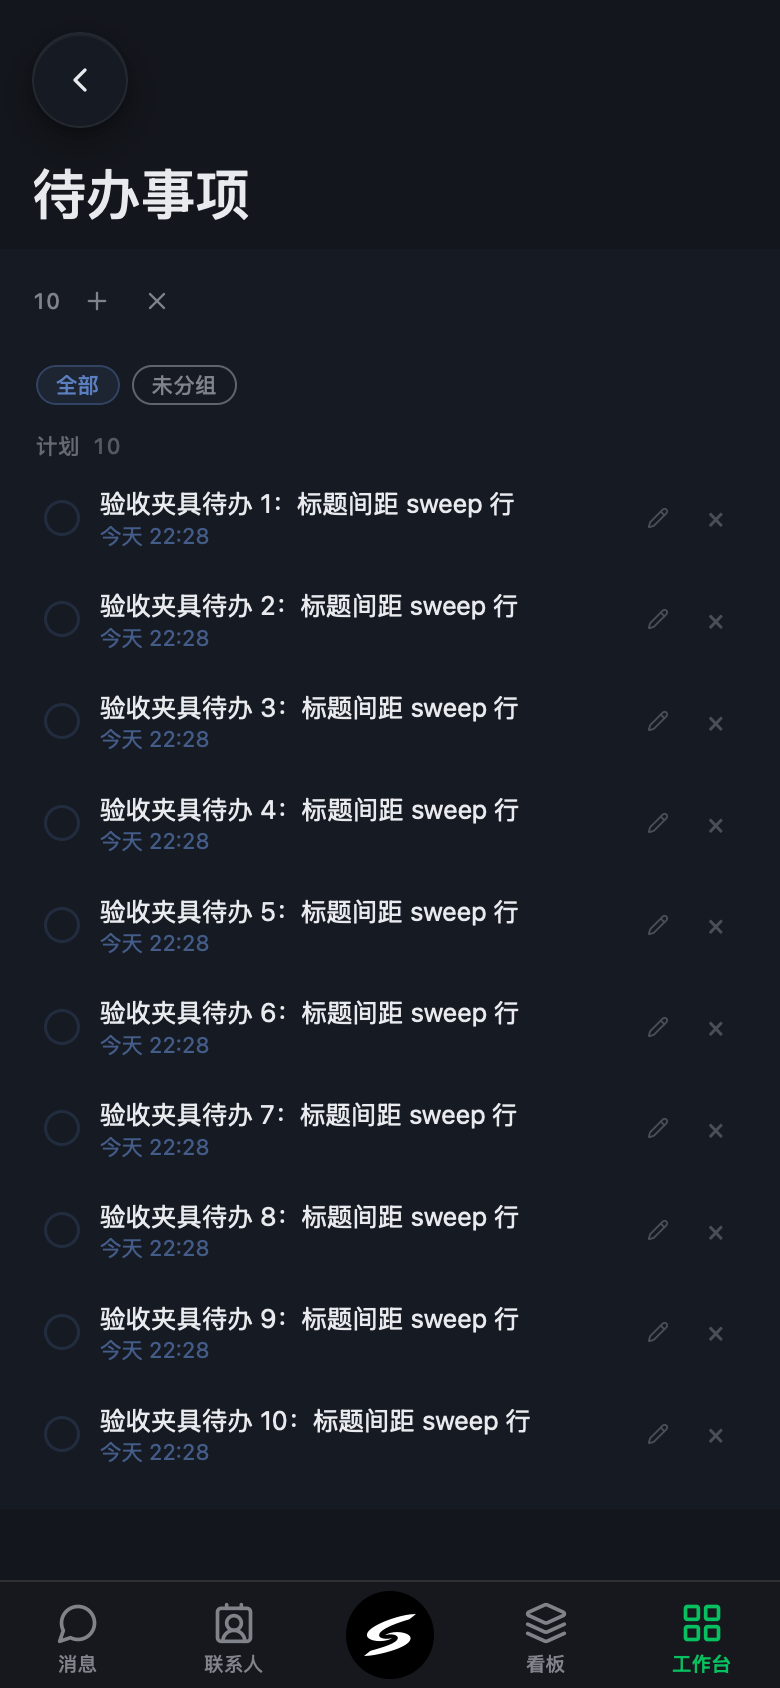 待办事项
10
全部 未分组
计划 10
验收夹具待办 1：标题间距 sweep 行
今天 22:28
验收夹具待办 2：标题间距 sweep 行
今天 22:28
验收夹具待办 3：标题间距 sweep 行
今天 22:28
验收夹具待办 4：标题间距 sweep 行
今天 22:28
验收夹具待办 5：标题间距 sweep 行
今天 22:28
验收夹具待办 6：标题间距 sweep 行
今天 22:28
验收夹具待办 7：标题间距 sweep 行
今天 22:28
验收夹具待办 8：标题间距 sweep 行
今天 22:28
验收夹具待办 9：标题间距 sweep 行
今天 22:28
验收夹具待办 10：标题间距 sweep 行
今天 22:28
消息 联系人 看板 工作台